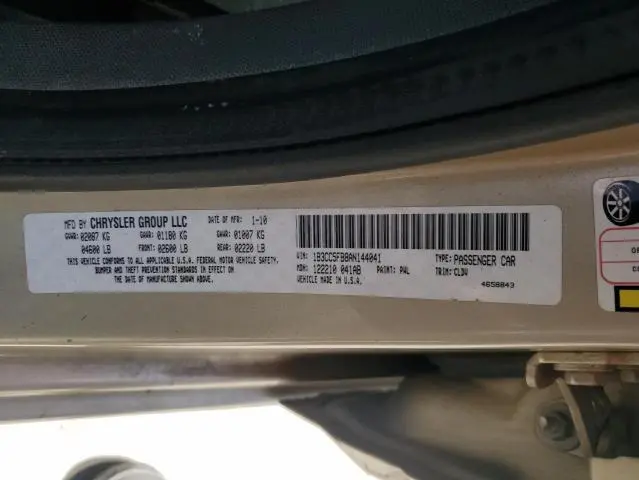 MFD BY CHRYSLER GROUP LLC DATE OF MFR: 1-10
GVWR: 02087 KG GAWR: 01180 KG GAWR: 01007 KG
04600 LB FRONT: 02600 LB REAR: 02220 LB
THIS VEHICLE CONFORMS TO ALL APPLICABLE U.S.A. FEDERAL MOTOR VEHICLE SAFETY,
BUMPER AND THEFT PREVENTION STANDARDS IN EFFECT ON
THE DATE OF MANUFACTURE SHOWN ABOVE.
VIN: 1B3CC5FB8AN144041 TYPE: PASSENGER CAR
MDH: 122210 041AB PAINT: PWL TRIM: CLDV
VEHICLE MADE IN U.S.A. 4658843